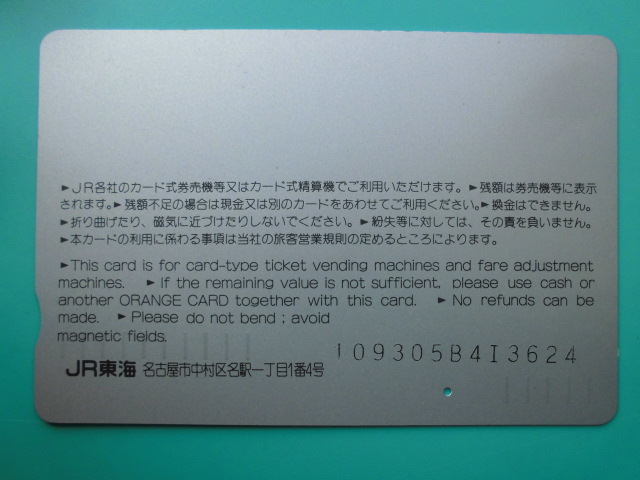 ►JR各社のカード式券売機等又はカード式精算機でご利用いただけます。►残額は券売機等に表示
されます。►残額不足の場合は現金又は別のカードをあわせてご利用ください。►換金はできません。
►折り曲げたり、磁気に近づけたりしないでください。►紛失等に対しては、その責を負いません。
►本カードの利用に係わる事項は当社の旅客営業規則の定めるところによります。
►This card is for card-type ticket vending machines and fare adjustment
machines. ►If the remaining value is not sufficient, please use cash or
another ORANGE CARD together with this card. ►No refunds can be
made. ►Please do not bend ; avoid
magnetic fields.
109305B4I3624
JR東海 名古屋市中村区名駅一丁目1番4号